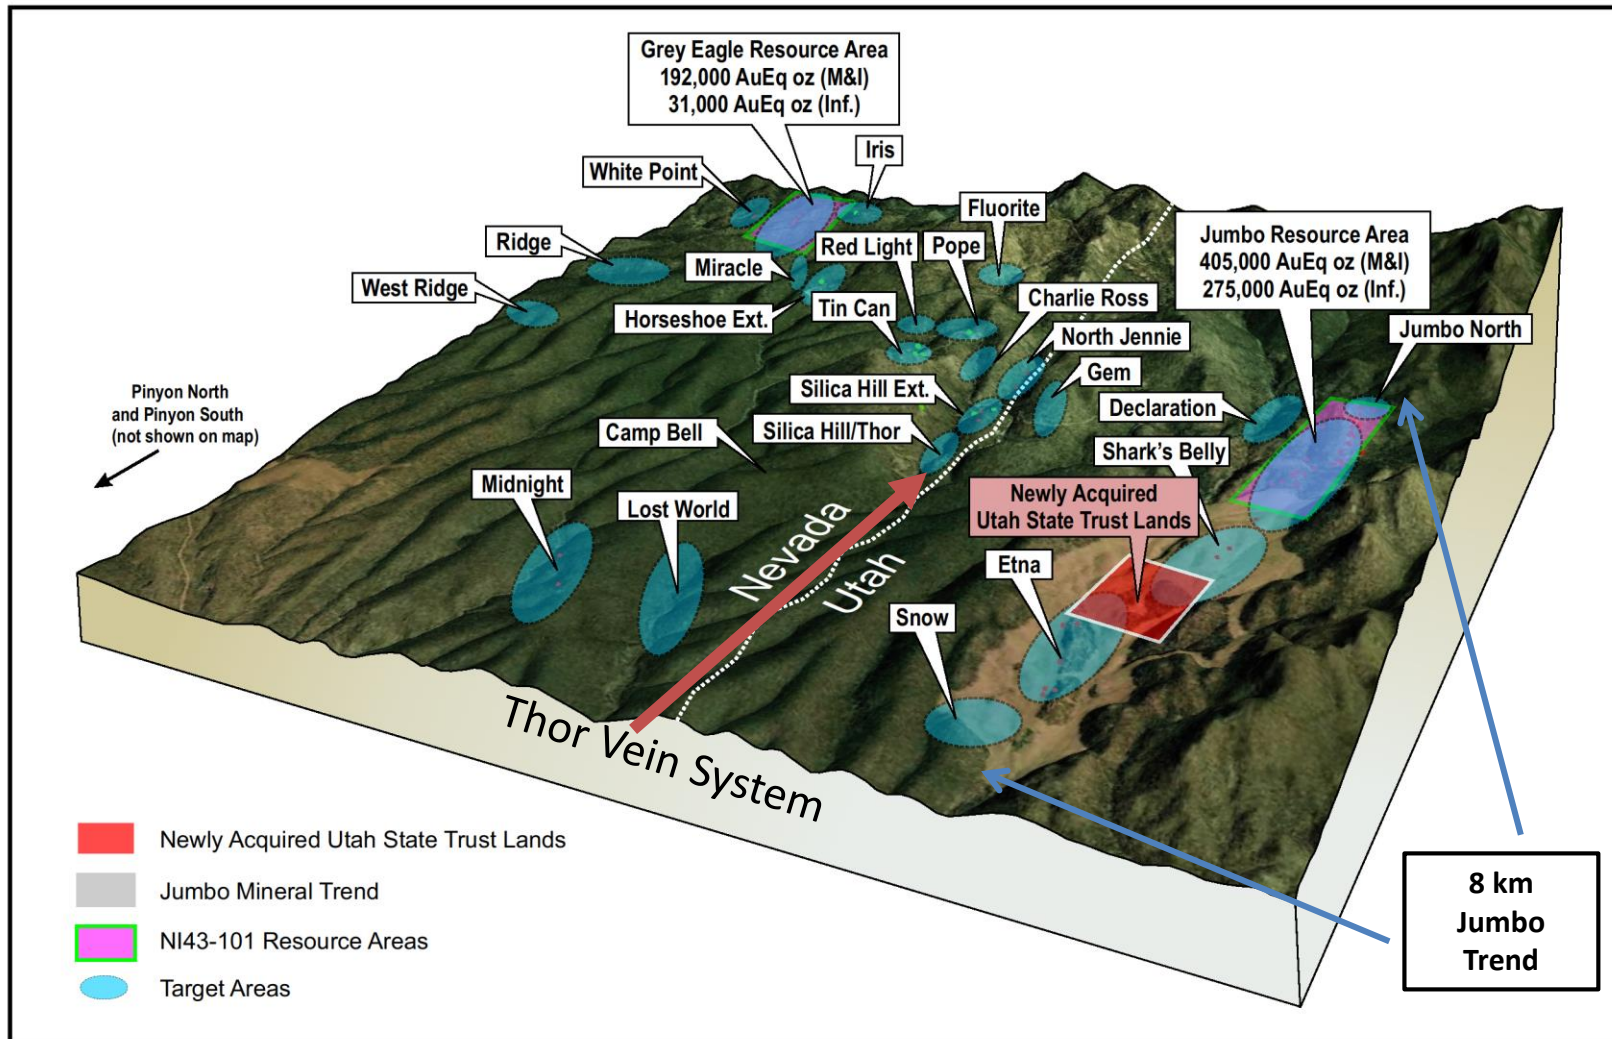 Grey Eagle Resource Area
192,000 AuEq oz (M&I)
31,000 AuEq oz (Inf.)
Iris
White Point
Fluorite
Ridge
Red Light
Pope
Jumbo Resource Area
405,000 AuEq oz (M&I)
275,000 AuEq oz (Inf.)
Miracle
West Ridge
Horseshoe Ext.
Tin Can
Charlie Ross
North Jennie
Jumbo North
Gem
Silica Hill Ext.
Declaration
Pinyon North
and Pinyon South
(not shown on map)
Camp Bell
Silica Hill/Thor
Shark's Belly
Midnight
Lost World
Newly Acquired
Utah State Trust Lands
Nevada
Utah
Etna
Snow
Thor Vein System
Newly Acquired Utah State Trust Lands
Jumbo Mineral Trend
NI43-101 Resource Areas
Target Areas
8 km
Jumbo
Trend